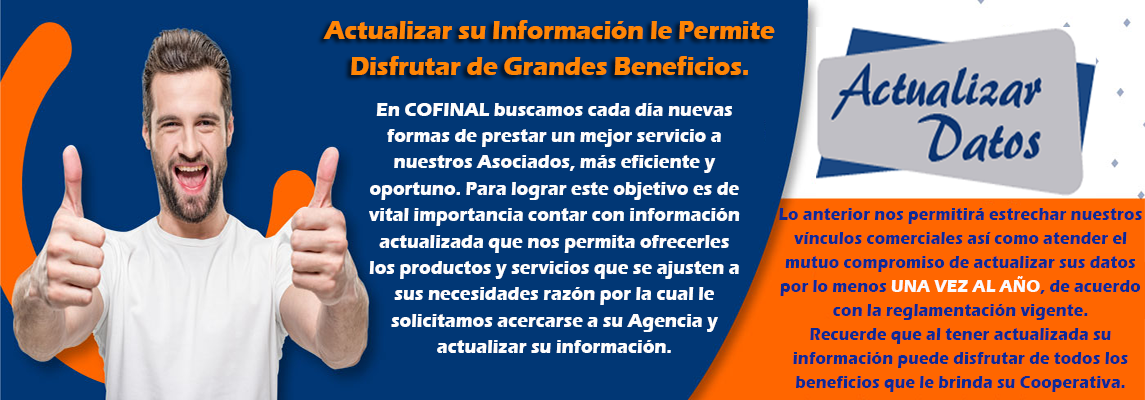 Actualizar su Información le Permite
Disfrutar de Grandes Beneficios.
En COFINAL buscamos cada día nuevas
formas de prestar un mejor servicio a
nuestros Asociados, más eficiente y
oportuno. Para lograr este objetivo es de
vital importancia contar con información
actualizada que nos permita ofrecerles
los productos y servicios que se ajusten a
sus necesidades razón por la cual le
solicitamos acercarse a su Agencia y
actualizar su información.
Actualizar
Datos
Lo anterior nos permitirá estrechar nuestros
vínculos comerciales así como atender el
mutuo compromiso de actualizar sus datos
por lo menos UNA VEZ AL AÑO, de acuerdo
con la reglamentación vigente.
Recuerde que al tener actualizada su
información puede disfrutar de todos los
beneficios que le brinda su Cooperativa.